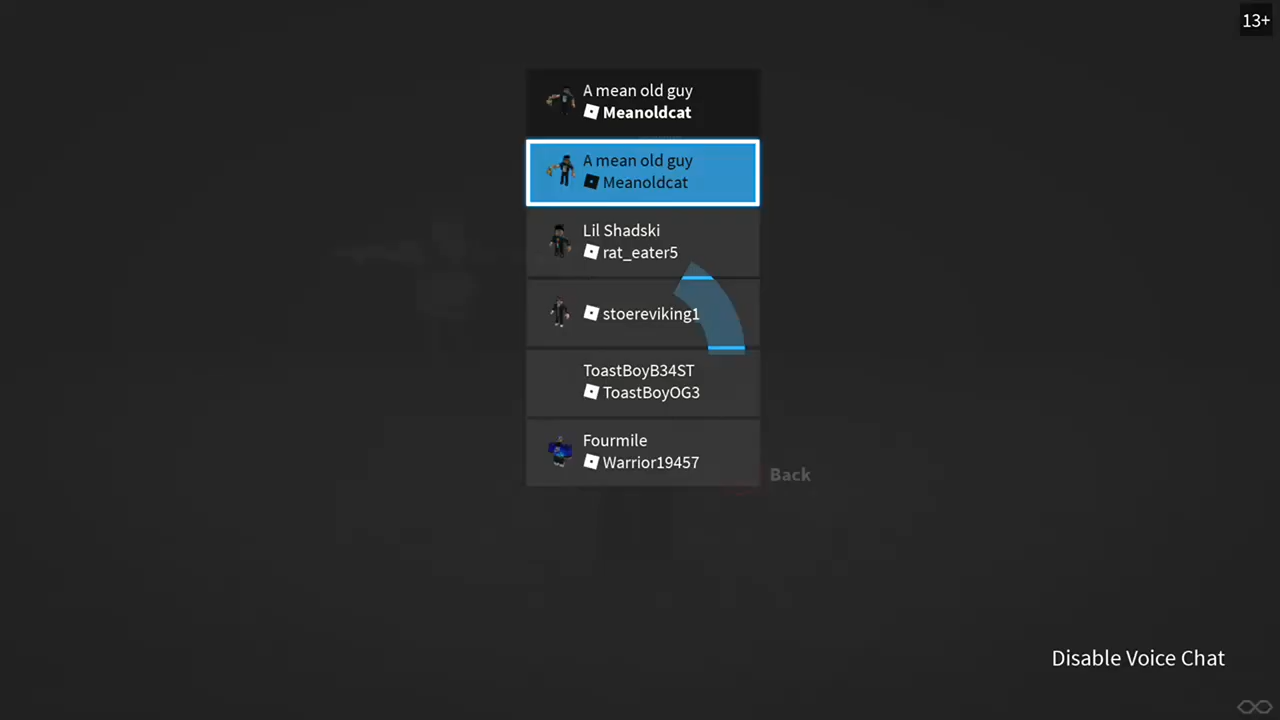 13+
A mean old guy
Meanoldcat
A mean old guy
Meanoldcat
Lil Shadski
rat_eater5
stoereviking1
ToastBoyB34ST
ToastBoyOG3
Fourmile
Warrior19457
Back
Disable Voice Chat